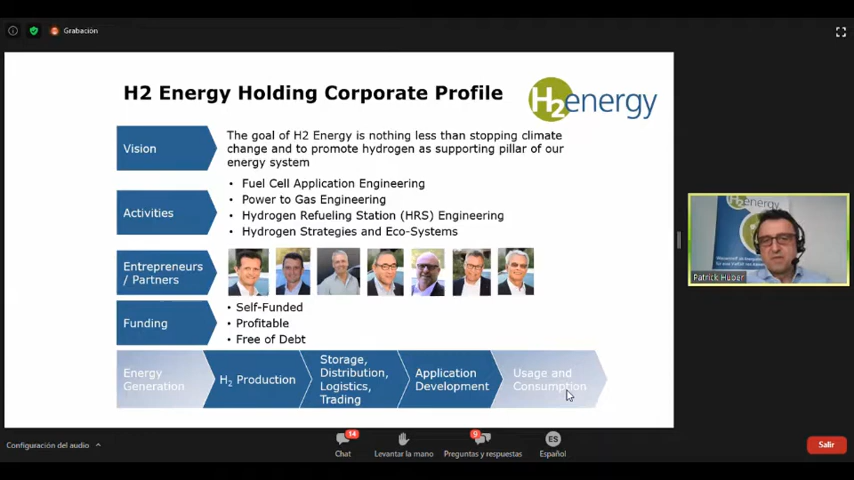 Grabación
H2 Energy Holding Corporate Profile
H2energy
Vision
The goal of H2 Energy is nothing less than stopping climate
change and to promote hydrogen as supporting pillar of our
energy system
Activities
• Fuel Cell Application Engineering
• Power to Gas Engineering
• Hydrogen Refueling Station (HRS) Engineering
• Hydrogen Strategies and Eco-Systems
Entrepreneurs
/ Partners
Funding
• Self-Funded
• Profitable
• Free of Debt
Energy
Generation
H2 Production
Storage,
Distribution,
Logistics,
Trading
Application
Development
Usage and
Consumption
energy
Patrick Huber
Configuración del audio
14
Chat
Levantar la mano
9
Preguntas y respuestas
ES
Español
Salir